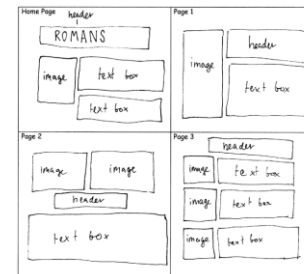 Home Page
header
ROMANS
image
text box
text box
Page 1
header
image
text box
Page 2
image
image
header
text box
Page 3
header
image
text box
image
text box
image
text box